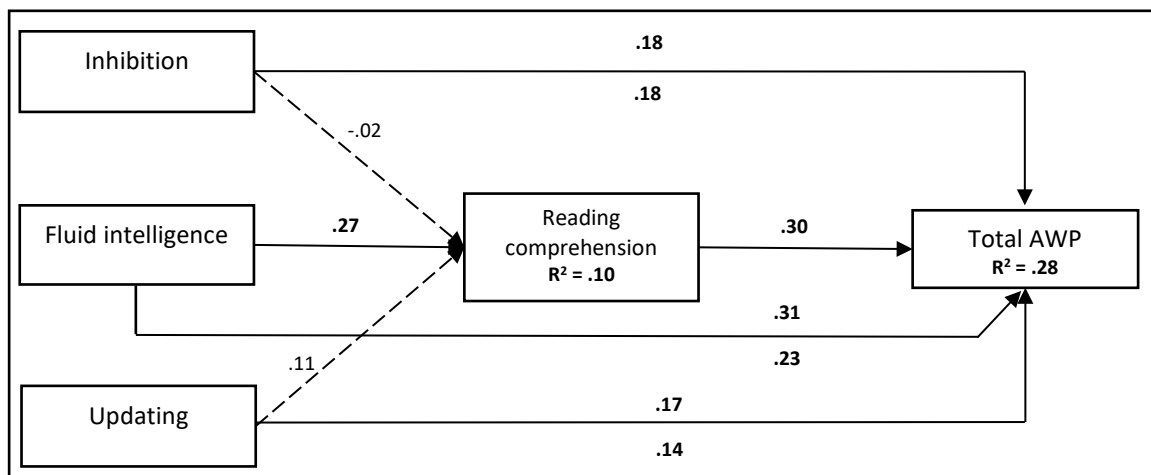 .18
Inhibition
.18
-.02
Fluid intelligence
.27
Reading
comprehension
R² = .10
.30
Total AWP
R² = .28
.31
.23
.11
Updating
.17
.14